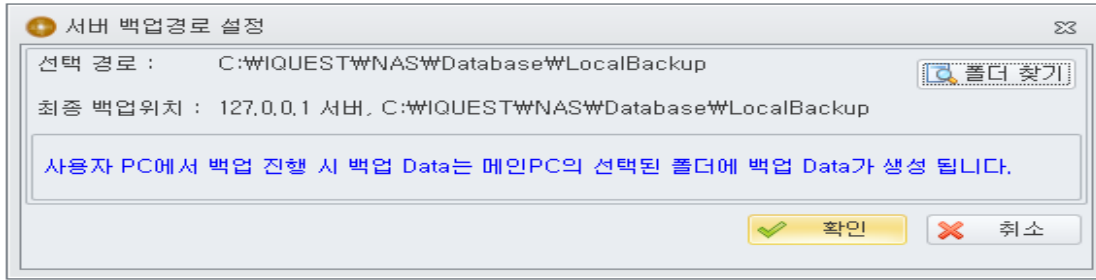 서버 백업경로 설정
선택 경로 : C:₩IQUEST₩NAS₩Database₩LocalBackup
폴더 찾기
최종 백업위치 : 127.0.0.1 서버, C:₩IQUEST₩NAS₩Database₩LocalBackup
사용자 PC에서 백업 진행 시 백업 Data는 메인PC의 선택된 폴더에 백업 Data가 생성 됩니다.
확인 취소